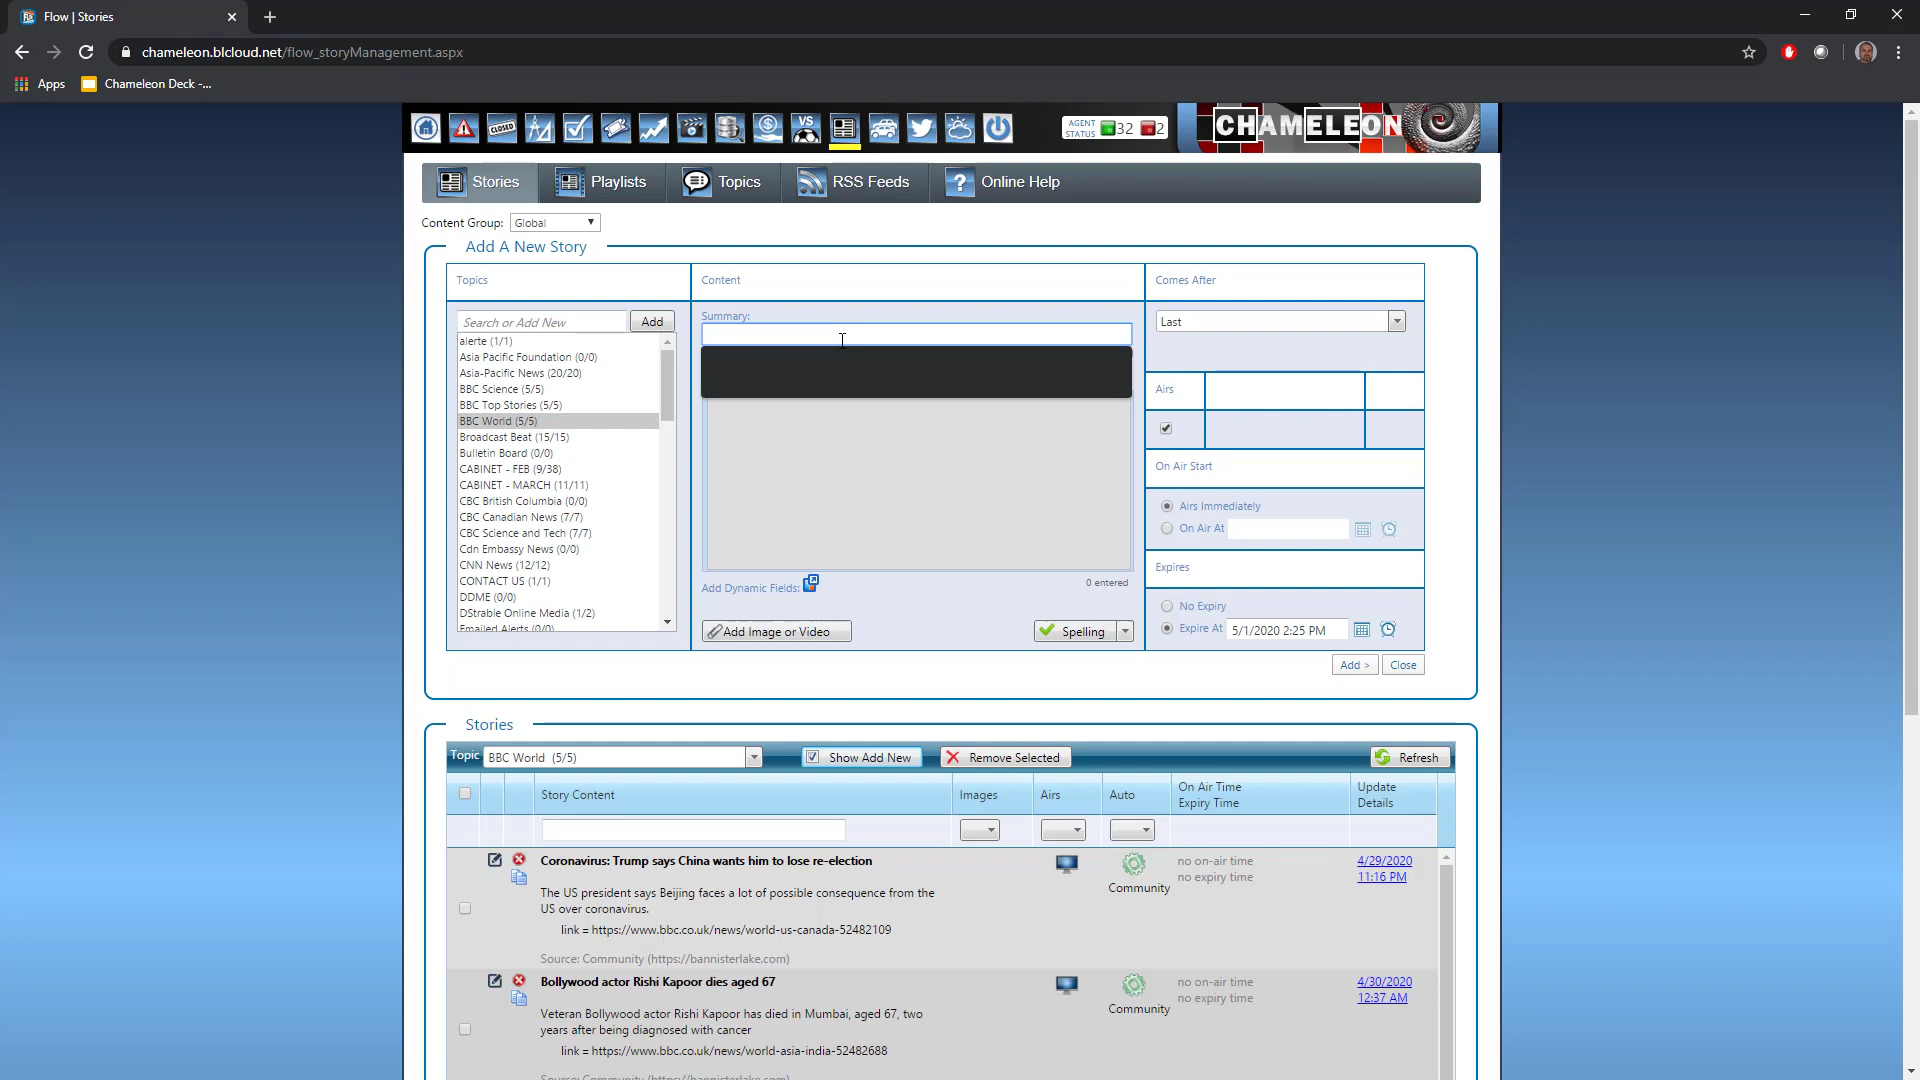 Flow | Stories
chameleon.blcloud.net/flow_storyManagement.aspx
Apps
Chameleon Deck -...
CLOSED
VS
AGENT STATUS 32 2
CHAMELEON
Stories
Playlists
Topics
RSS Feeds
? Online Help
Content Group: Global
Add A New Story
Topics
Content
Comes After
Search or Add New
Add
Summary:
Last
alerte (1/1)
Asia Pacific Foundation (0/0)
Asia-Pacific News (20/20)
BBC Science (5/5)
BBC Top Stories (5/5)
BBC World (5/5)
Broadcast Beat (15/15)
Bulletin Board (0/0)
CABINET - FEB (9/38)
CABINET - MARCH (11/11)
CBC British Columbia (0/0)
CBC Canadian News (7/7)
CBC Science and Tech (7/7)
Cdn Embassy News (0/0)
CNN News (12/12)
CONTACT US (1/1)
DDME (0/0)
DStrable Online Media (1/2)
Emailed Alerts (0/0)
Airs
On Air Start
Airs Immediately
On Air At
Expires
No Expiry
Expire At 5/1/2020 2:25 PM
Add Dynamic Fields:
0 entered
Add Image or Video
Spelling
Add >
Close
Stories
Topic BBC World (5/5)
Show Add New
Remove Selected
Refresh
Story Content
Images
Airs
Auto
On Air Time
Expiry Time
Update
Details
Coronavirus: Trump says China wants him to lose re-election
The US president says Beijing faces a lot of possible consequence from the
US over coronavirus.
link = https://www.bbc.co.uk/news/world-us-canada-52482109
Source: Community (https://bannisterlake.com)
Community
no on-air time
no expiry time
4/29/2020
11:16 PM
Bollywood actor Rishi Kapoor dies aged 67
Veteran Bollywood actor Rishi Kapoor has died in Mumbai, aged 67, two
years after being diagnosed with cancer
link = https://www.bbc.co.uk/news/world-asia-india-52482688
Source: Community (https://bannisterlake.com)
Community
no on-air time
no expiry time
4/30/2020
12:37 AM